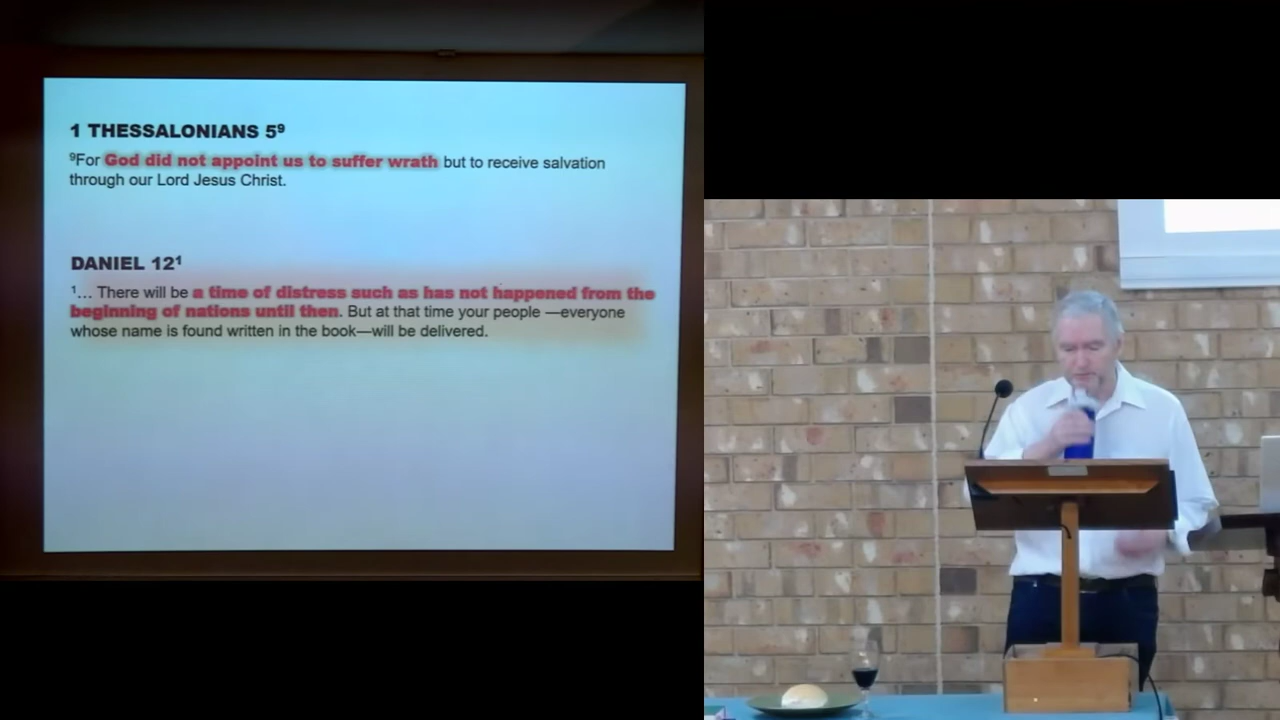 1 THESSALONIANS 5⁹
⁹For God did not appoint us to suffer wrath but to receive salvation
through our Lord Jesus Christ.
DANIEL 12¹
¹... There will be a time of distress such as has not happened from the
beginning of nations until then. But at that time your people —everyone
whose name is found written in the book—will be delivered.